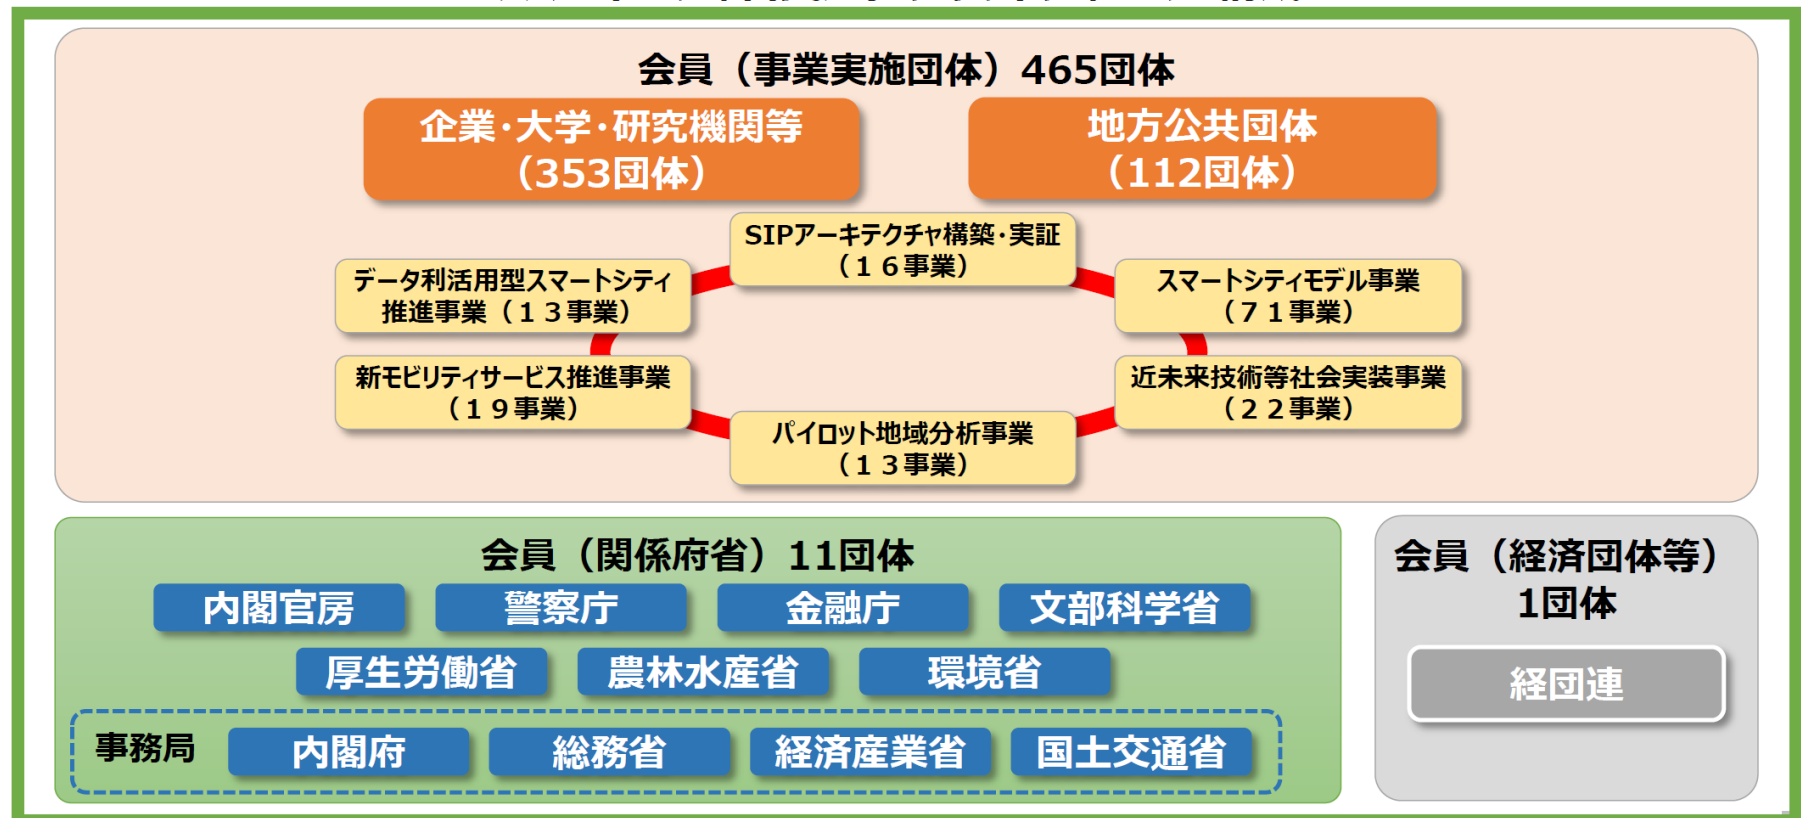 会員（事業実施団体）465団体
企業・大学・研究機関等
（353団体）
地方公共団体
（112団体）
SIPアーキテクチャ構築・実証
（１６事業）
データ利活用型スマートシティ
推進事業（１３事業）
スマートシティモデル事業
（７１事業）
新モビリティサービス推進事業
（１９事業）
近未来技術等社会実装事業
（２２事業）
パイロット地域分析事業
（１３事業）
会員（関係府省）11団体
内閣官房
警察庁
金融庁
文部科学省
厚生労働省
農林水産省
環境省
事務局
内閣府
総務省
経済産業省
国土交通省
会員（経済団体等）
1団体
経団連